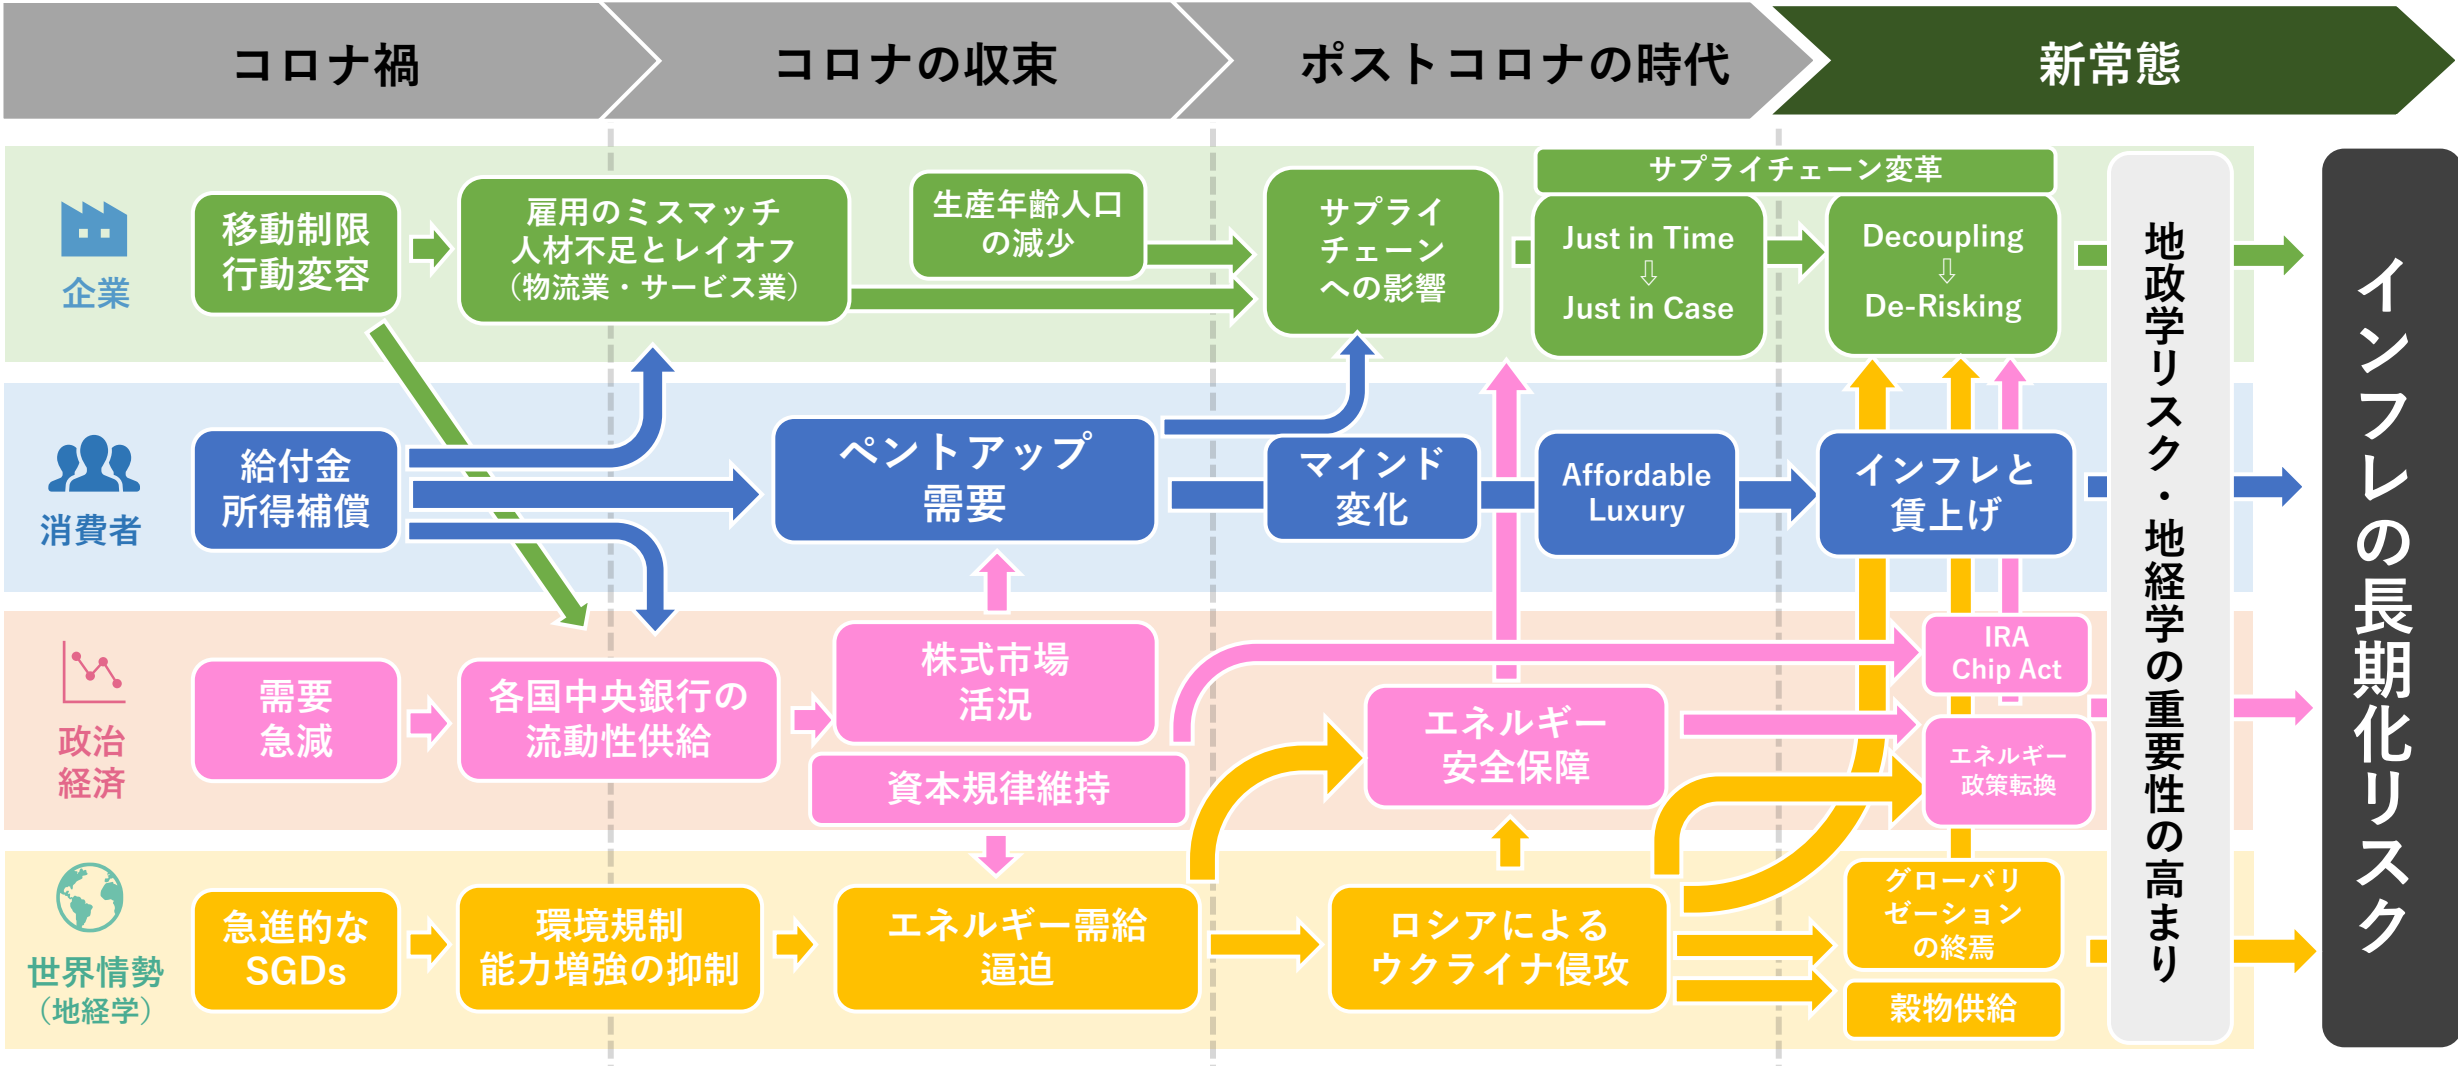 コロナ禍
コロナの収束
ポストコロナの時代
新常態
企業
移動制限
行動変容
雇用のミスマッチ
人材不足とレイオフ
（物流業・サービス業）
生産年齢人口
の減少
サプライ
チェーン
への影響
サプライチェーン変革
Just in Time
⇩
Just in Case
Decoupling
⇩
De-Risking
消費者
給付金
所得補償
ペントアップ
需要
マインド
変化
Affordable
Luxury
インフレと
賃上げ
政治
経済
需要
急減
各国中央銀行の
流動性供給
株式市場
活況
資本規律維持
エネルギー
安全保障
IRA
Chip Act
エネルギー
政策転換
世界情勢
（地経学）
急進的な
SGDs
環境規制
能力増強の抑制
エネルギー需給
逼迫
ロシアによる
ウクライナ侵攻
グローバリ
ゼーション
の終焉
穀物供給
地政学リスク・地経学の重要性の高まり
インフレの長期化リスク